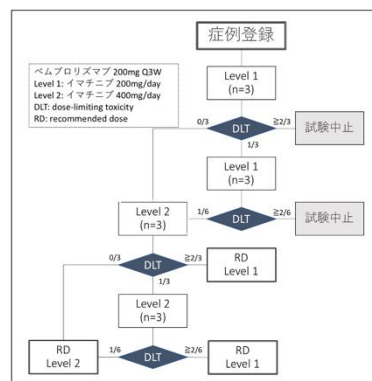 症例登録
ペムブロリズマブ 200mg Q3W
Level 1: イマチニブ 200mg/day
Level 2: イマチニブ 400mg/day
DLT: dose-limiting toxicity
RD: recommended dose
Level 1
(n=3)
0/3
DLT
≧2/3
試験中止
1/3
Level 1
(n=3)
Level 2
(n=3)
1/6
DLT
≧2/6
試験中止
0/3
DLT
≧2/3
RD
Level 1
1/3
Level 2
(n=3)
RD
Level 2
1/6
DLT
≧2/6
RD
Level 1